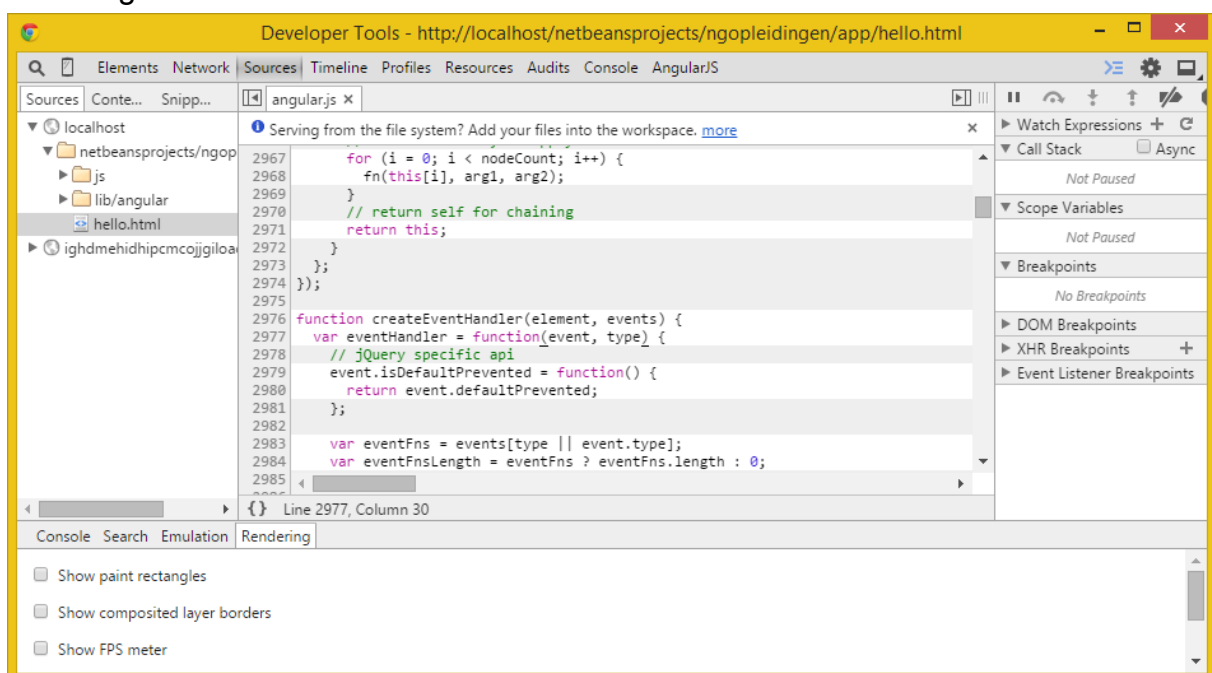 Developer Tools - http://localhost/netbeansprojects/ngopleidingen/app/hello.html
Elements Network Sources Timeline Profiles Resources Audits Console AngularJS
Sources Conte... Snipp...
angular.js ×
localhost
netbeansprojects/ngop
js
lib/angular
hello.html
ighdmehidhipcmcojjgiloa
Serving from the file system? Add your files into the workspace. more ×
2967 for (i = 0; i < nodeCount; i++) {
2968 fn(this[i], arg1, arg2);
2969 }
2970 // return self for chaining
2971 return this;
2972 }
2973 };
2974 });
2975
2976 function createEventHandler(element, events) {
2977 var eventHandler = function(event, type) {
2978 // jQuery specific api
2979 event.isDefaultPrevented = function() {
2980 return event.defaultPrevented;
2981 };
2982
2983 var eventFns = events[type || event.type];
2984 var eventFnsLength = eventFns ? eventFns.length : 0;
2985
{} Line 2977, Column 30
Watch Expressions
Call Stack Async
Not Paused
Scope Variables
Not Paused
Breakpoints
No Breakpoints
DOM Breakpoints
XHR Breakpoints
Event Listener Breakpoints
Console Search Emulation Rendering
Show paint rectangles
Show composited layer borders
Show FPS meter